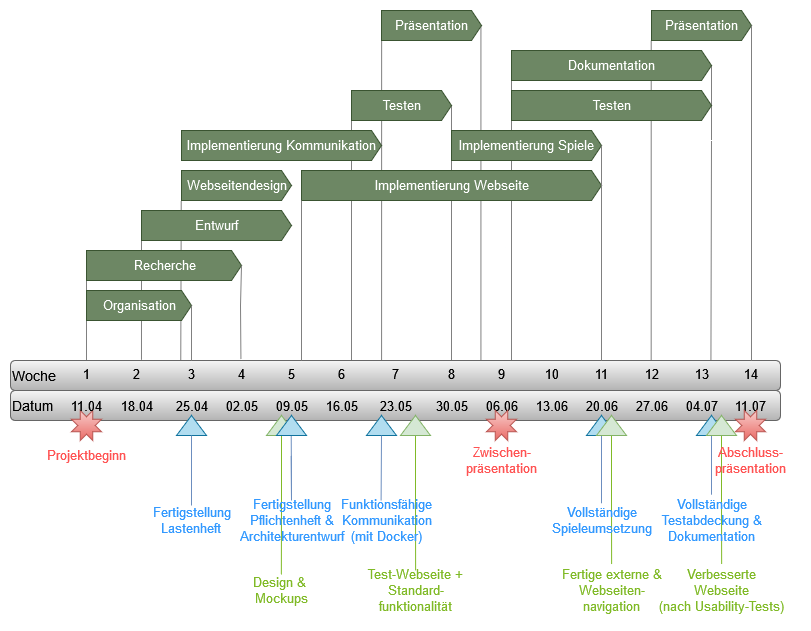 Präsentation
Präsentation
Dokumentation
Testen
Testen
Implementierung Kommunikation
Implementierung Spiele
Webseitendesign
Implementierung Webseite
Entwurf
Recherche
Organisation
Woche 1 2 3 4 5 6 7 8 9 10 11 12 13 14
Datum 11.04 18.04 25.04 02.05 09.05 16.05 23.05 30.05 06.06 13.06 20.06 27.06 04.07 11.07
Projektbeginn
Zwischen-
präsentation
Abschluss-
präsentation
Fertigstellung
Lastenheft
Fertigstellung
Pflichtenheft &
Architekturentwurf
Funktionsfähige
Kommunikation
(mit Docker)
Vollständige
Spieleumsetzung
Vollständige
Testabdeckung &
Dokumentation
Design &
Mockups
Test-Webseite +
Standard-
funktionalität
Fertige externe &
Webseiten-
navigation
Verbesserte
Webseite
(nach Usability-Tests)